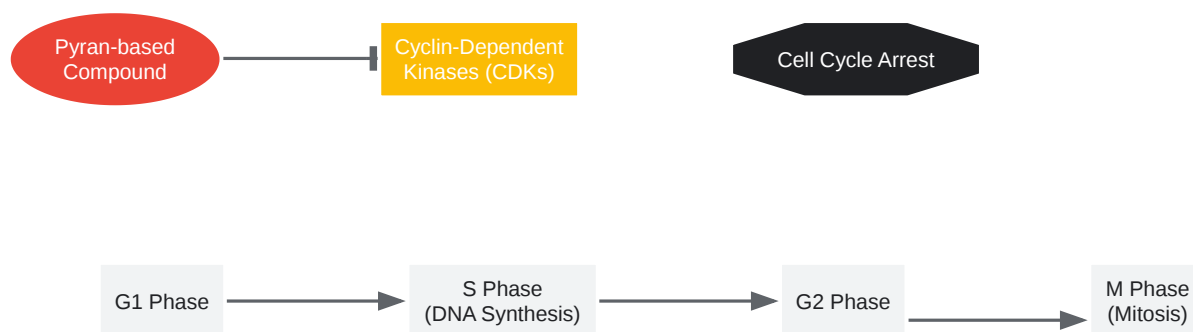 Pyran-based
Compound
Cyclin-Dependent
Kinases (CDKs)
Cell Cycle Arrest
G1 Phase
S Phase
(DNA Synthesis)
G2 Phase
M Phase
(Mitosis)